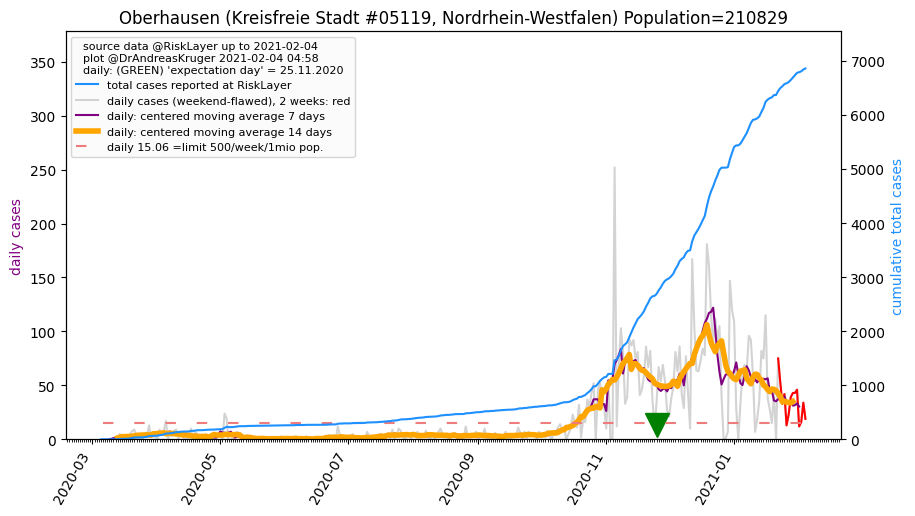 Oberhausen (Kreisfreie Stadt #05119, Nordrhein-Westfalen) Population=210829
source data @RiskLayer up to 2021-02-04
plot @DrAndreasKruger 2021-02-04 04:58
daily: (GREEN) 'expectation day' = 25.11.2020
total cases reported at RiskLayer
daily cases (weekend-flawed), 2 weeks: red
daily: centered moving average 7 days
daily: centered moving average 14 days
daily 15.06 =limit 500/week/1mio pop.
daily cases
350
300
250
200
150
100
50
0
cumulative total cases
7000
6000
5000
4000
3000
2000
1000
0
2020-03
2020-05
2020-07
2020-09
2020-11
2021-01